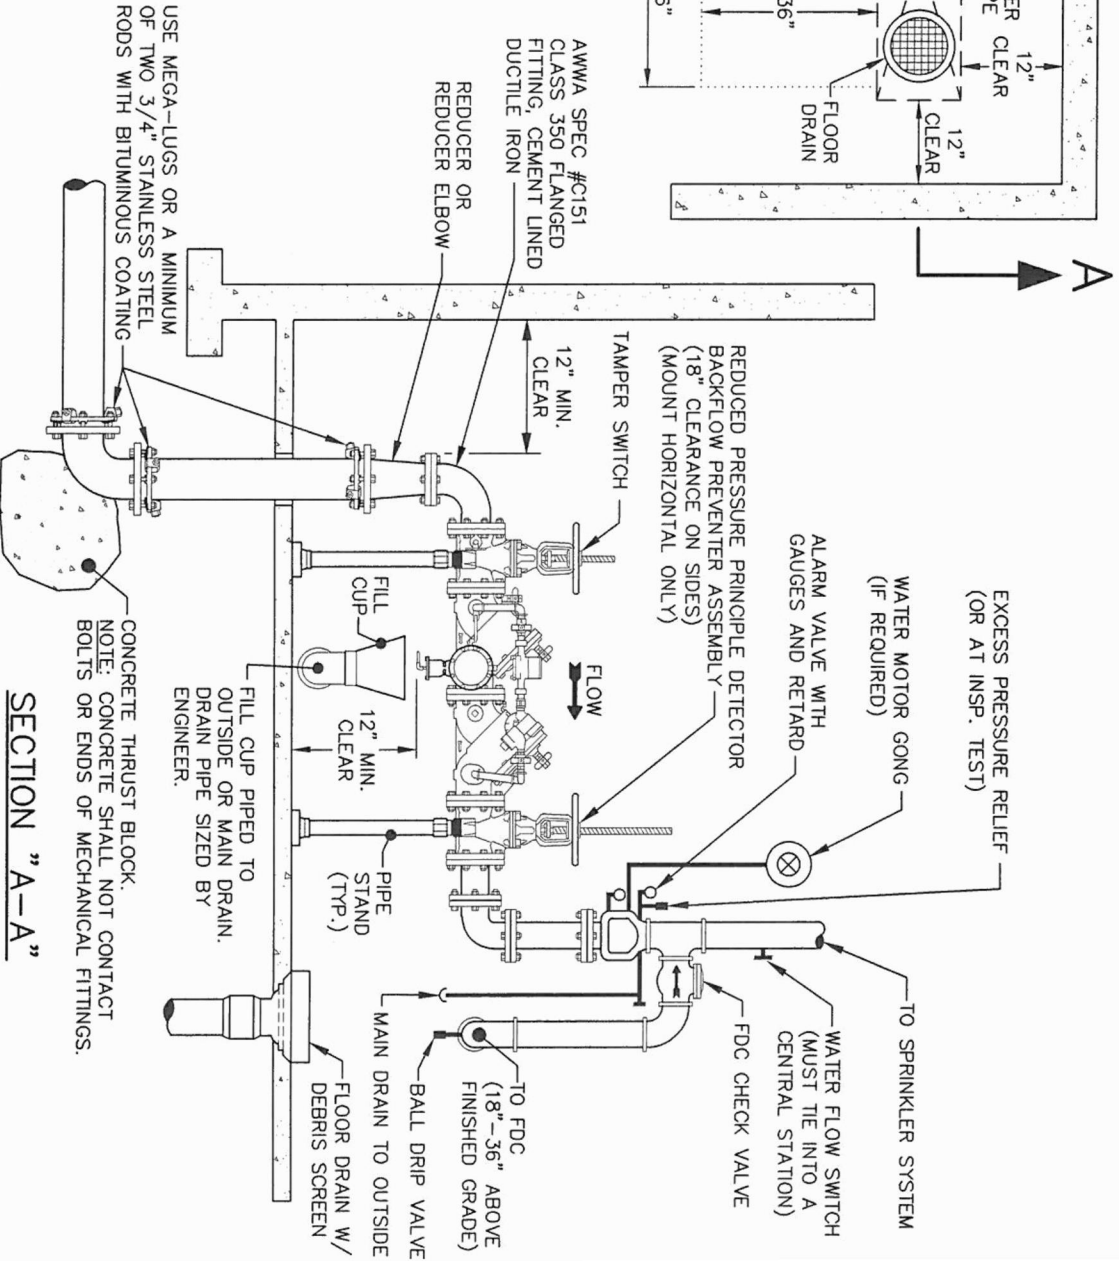 12"
CLEAR
36"
FLOOR
DRAIN
12"
CLEAR
A
EXCESS PRESSURE RELIEF
(OR AT INSP. TEST)
WATER MOTOR GONG
(IF REQUIRED)
ALARM VALVE WITH
GAUGES AND RETARD
REDUCED PRESSURE PRINCIPLE DETECTOR
BACKFLOW PREVENTER ASSEMBLY
(18" CLEARANCE ON SIDES)
(MOUNT HORIZONTAL ONLY)
TAMPER SWITCH
12" MIN.
CLEAR
AWWA SPEC #C151
CLASS 350 FLANGED
FITTING, CEMENT LINED
DUCTILE IRON
REDUCER OR
REDUCER ELBOW
USE MEGA-LUGS OR A MINIMUM
OF TWO 3/4" STAINLESS STEEL
RODS WITH BITUMINOUS COATING
FLOW
FILL
CUP
12" MIN.
CLEAR
PIPE
STAND
(TYP.)
FILL CUP PIPED TO
OUTSIDE OR MAIN DRAIN.
DRAIN PIPE SIZED BY
ENGINEER.
CONCRETE THRUST BLOCK.
NOTE: CONCRETE SHALL NOT CONTACT
BOLTS OR ENDS OF MECHANICAL FITTINGS.
TO SPRINKLER SYSTEM
WATER FLOW SWITCH
(MUST TIE INTO A
CENTRAL STATION)
FDC CHECK VALVE
TO FDC
(18"-36" ABOVE
FINISHED GRADE)
BALL DRIP VALVE
MAIN DRAIN TO OUTSIDE
FLOOR DRAIN W/
DEBRIS SCREEN
SECTION "A-A"